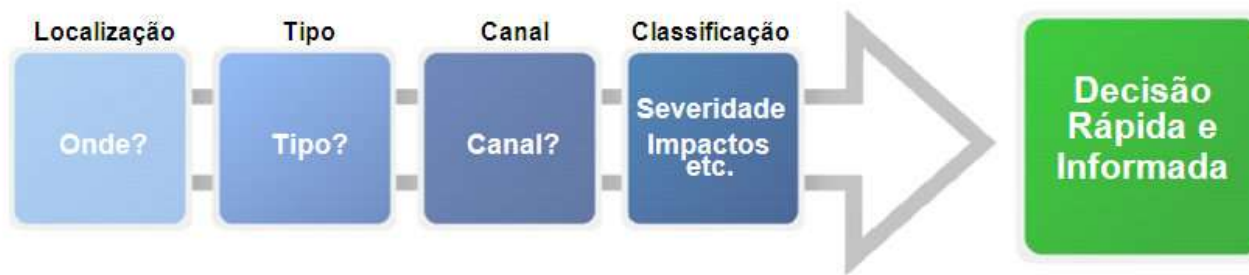 Localização
Tipo
Canal
Classificação
Onde?
Tipo?
Canal?
Severidade
Impactos
etc.
Decisão
Rápida e
Informada